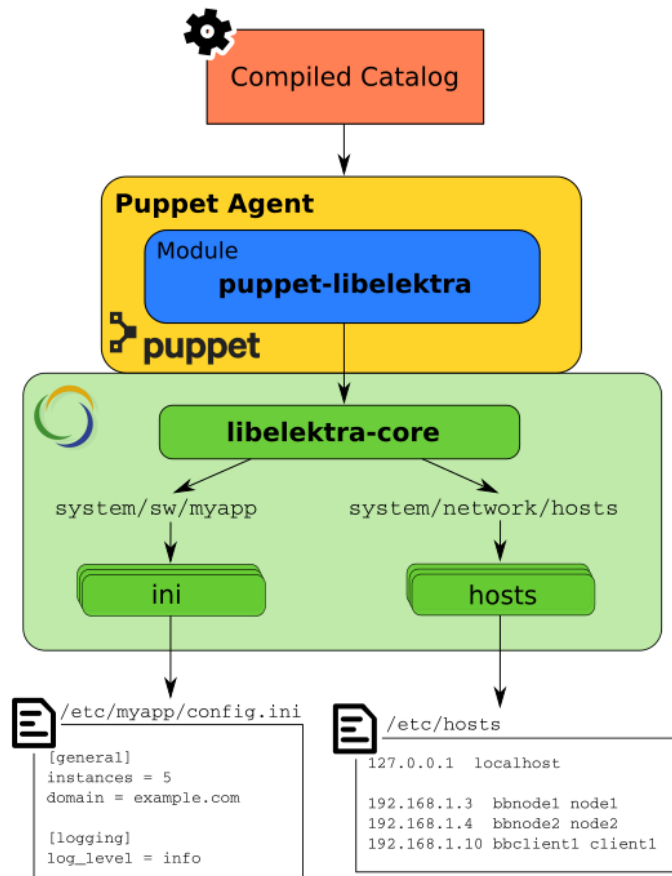 Compiled Catalog
Puppet Agent
Module
puppet-libelektra
puppet
libelektra-core
system/sw/myapp
system/network/hosts
ini
hosts
/etc/myapp/config.ini
[general]
instances = 5
domain = example.com
[logging]
log_level = info
/etc/hosts
127.0.0.1  localhost
192.168.1.3  bbnode1 node1
192.168.1.4  bbnode2 node2
192.168.1.10 bbclient1 client1